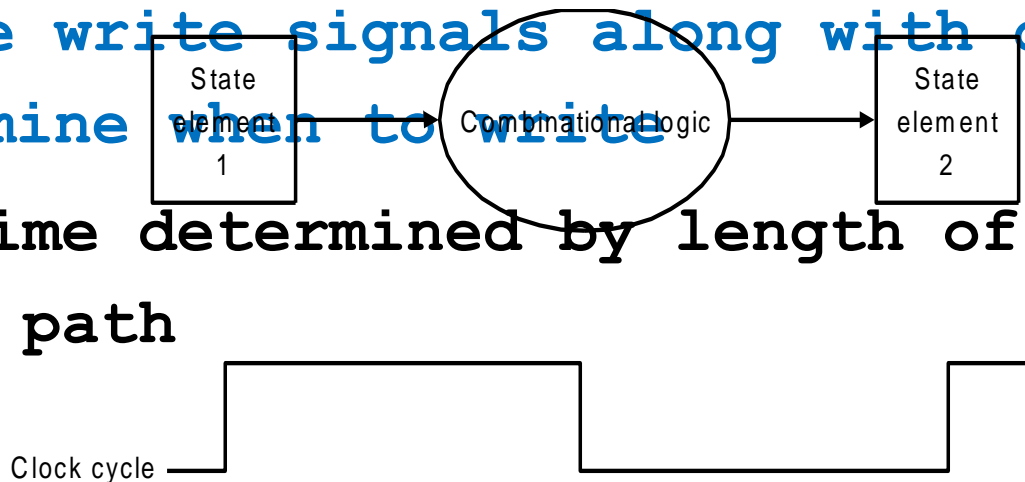 e write signals along with
State
element
1
Combinational logic
State
element
2
mine when to write
ime determined by length of
path
Clock cycle